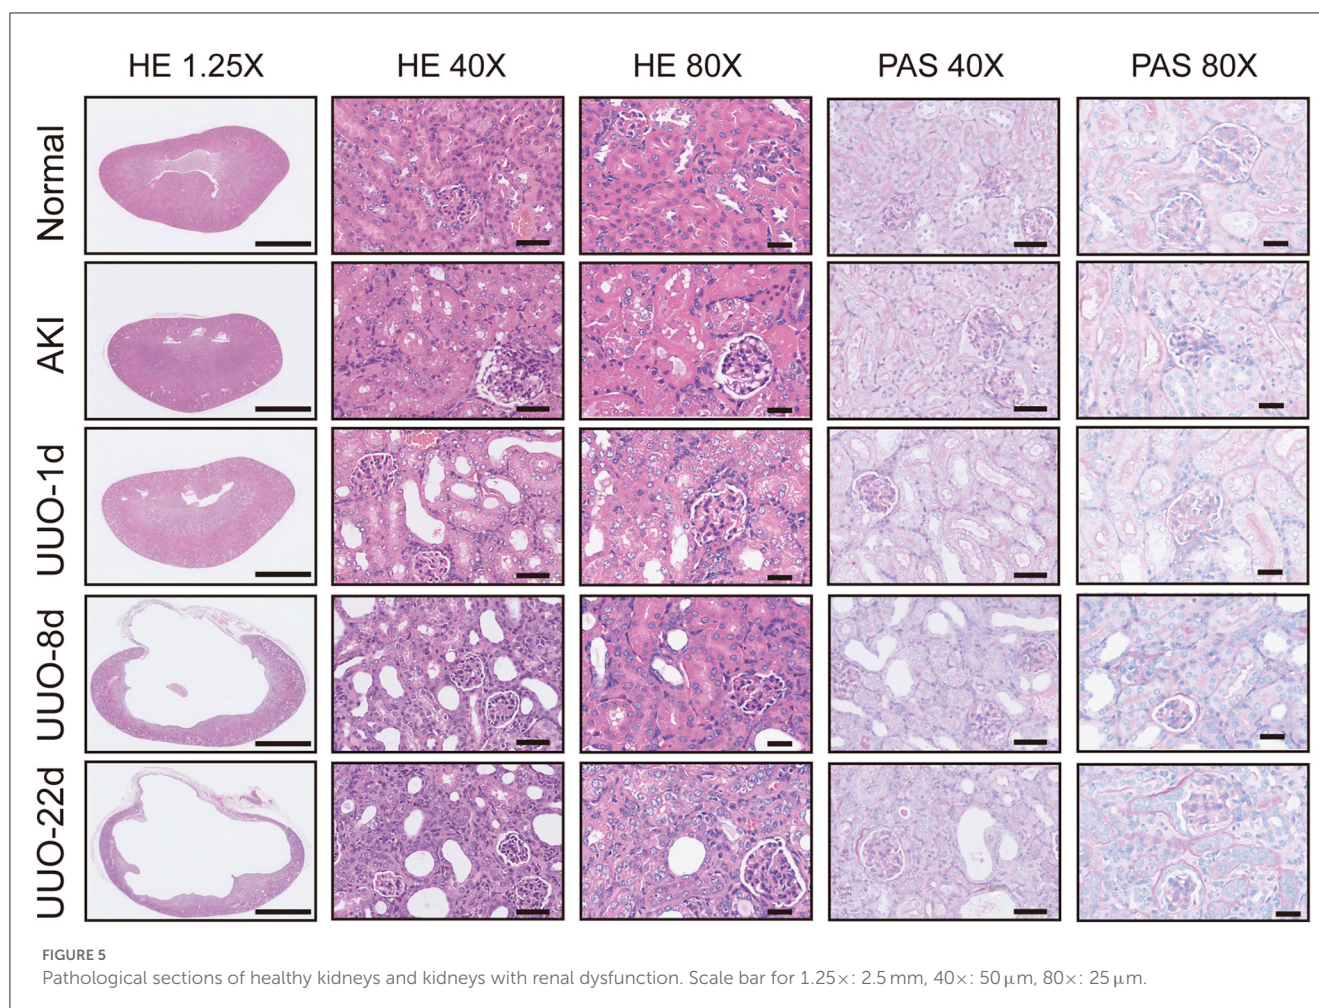 HE 1.25X HE 40X HE 80X PAS 40X PAS 80X
Normal
AKI
UUO-1d
UUO-8d
UUO-22d
FIGURE 5
Pathological sections of healthy kidneys and kidneys with renal dysfunction. Scale bar for 1.25×: 2.5 mm, 40×: 50 μm, 80×: 25 μm.